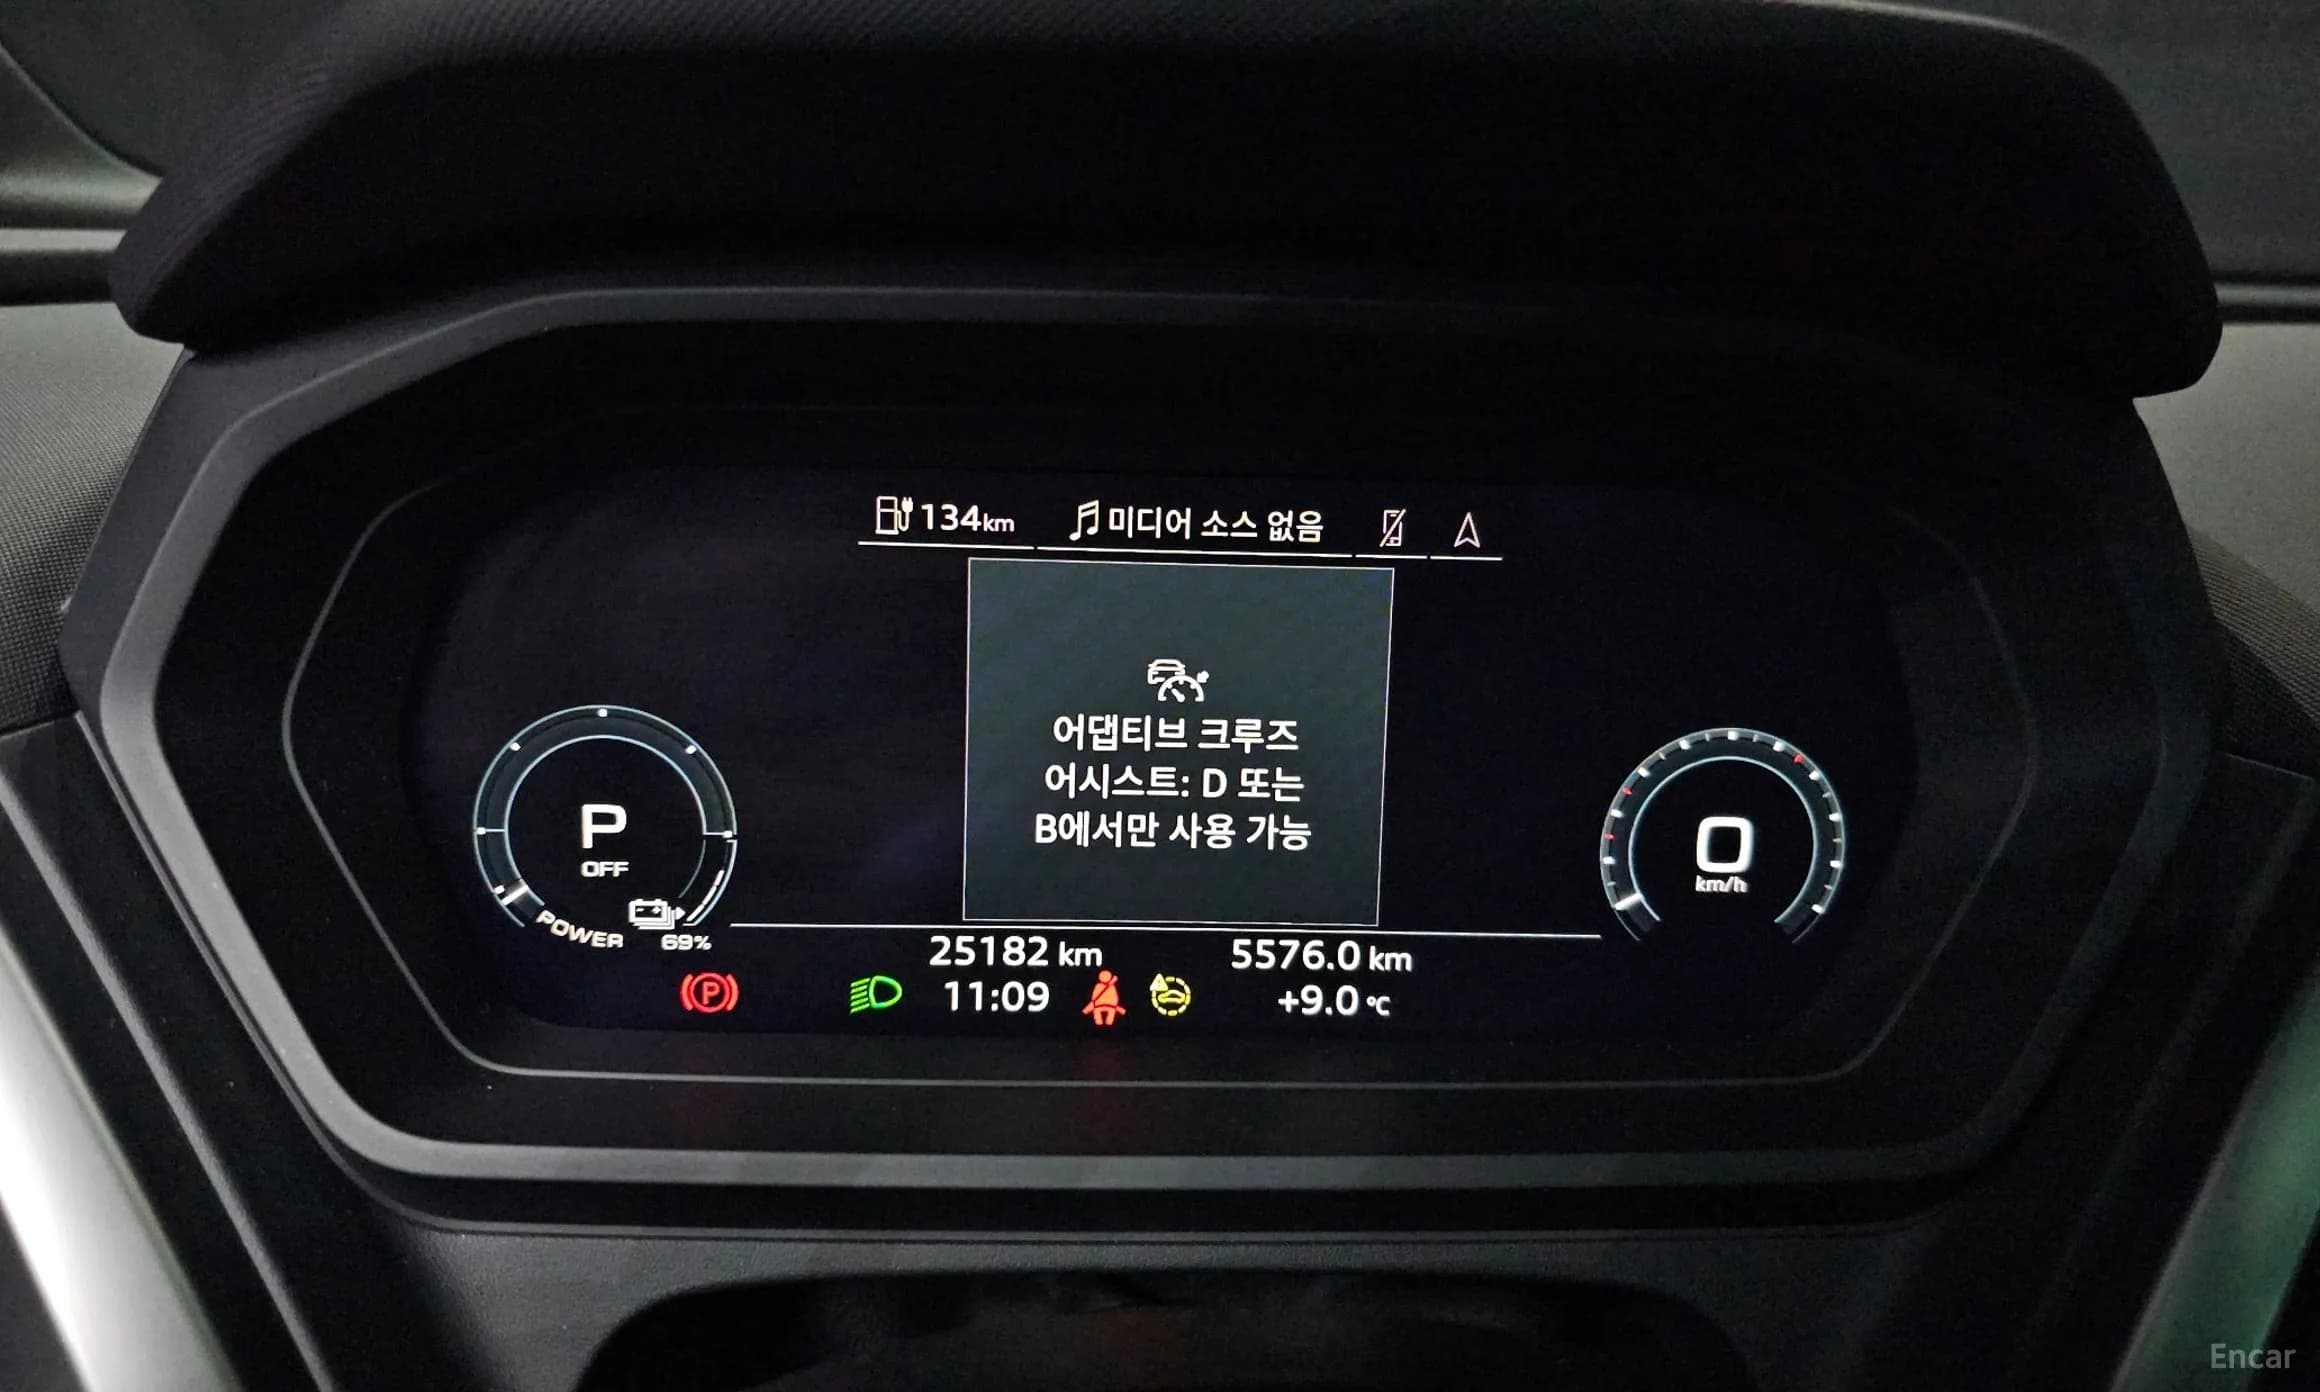 134km
미디어 소스 없음
어댑티브 크루즈
어시스트: D 또는
B에서만 사용 가능
P
OFF
POWER
69%
0
km/h
25182 km
5576.0 km
P
11:09
+9.0 °C
Encar